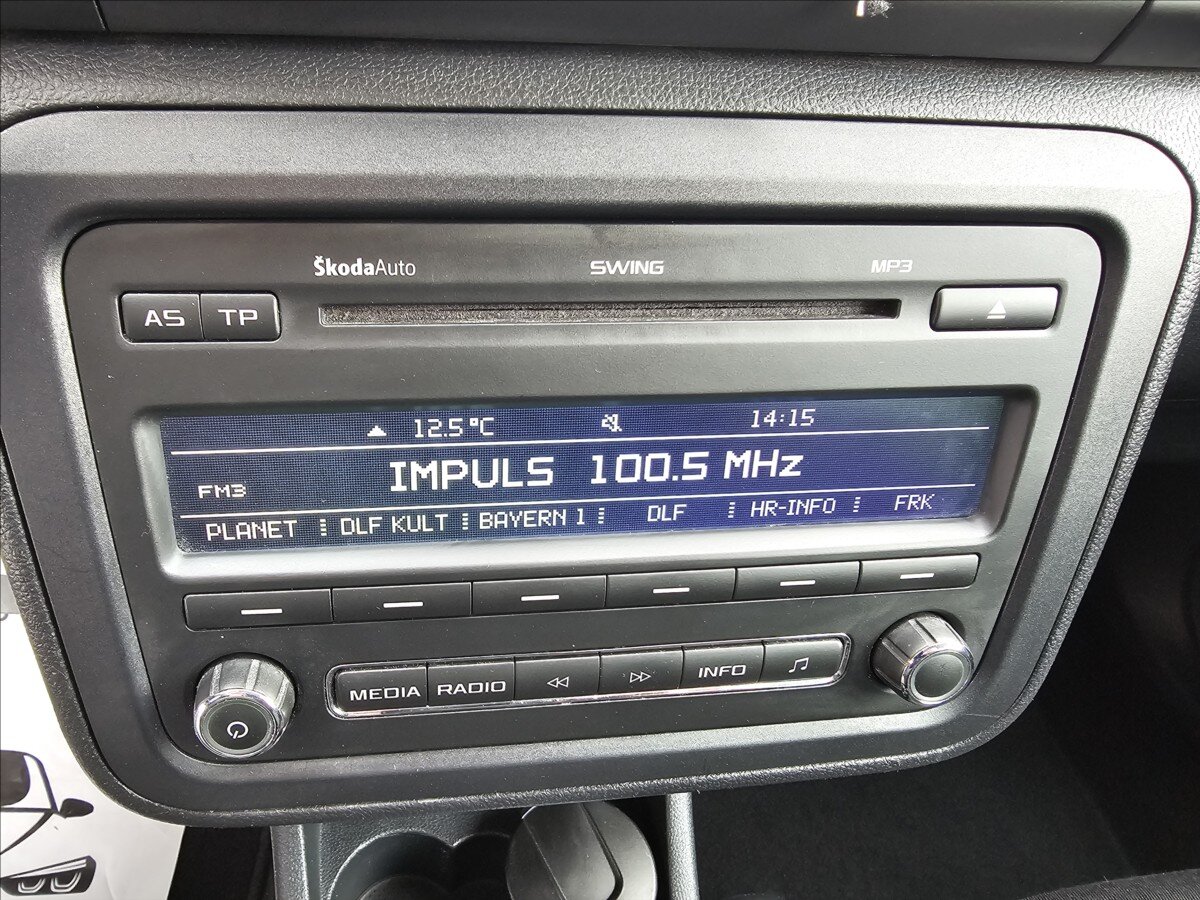 ŠkodaAuto SWING MP3
AS TP
12.5°C 14:15
FM3 IMPULS 100.5 MHz
PLANET DLF KULT BAYERN 1 DLF HR-INFO FRK
MEDIA RADIO INFO